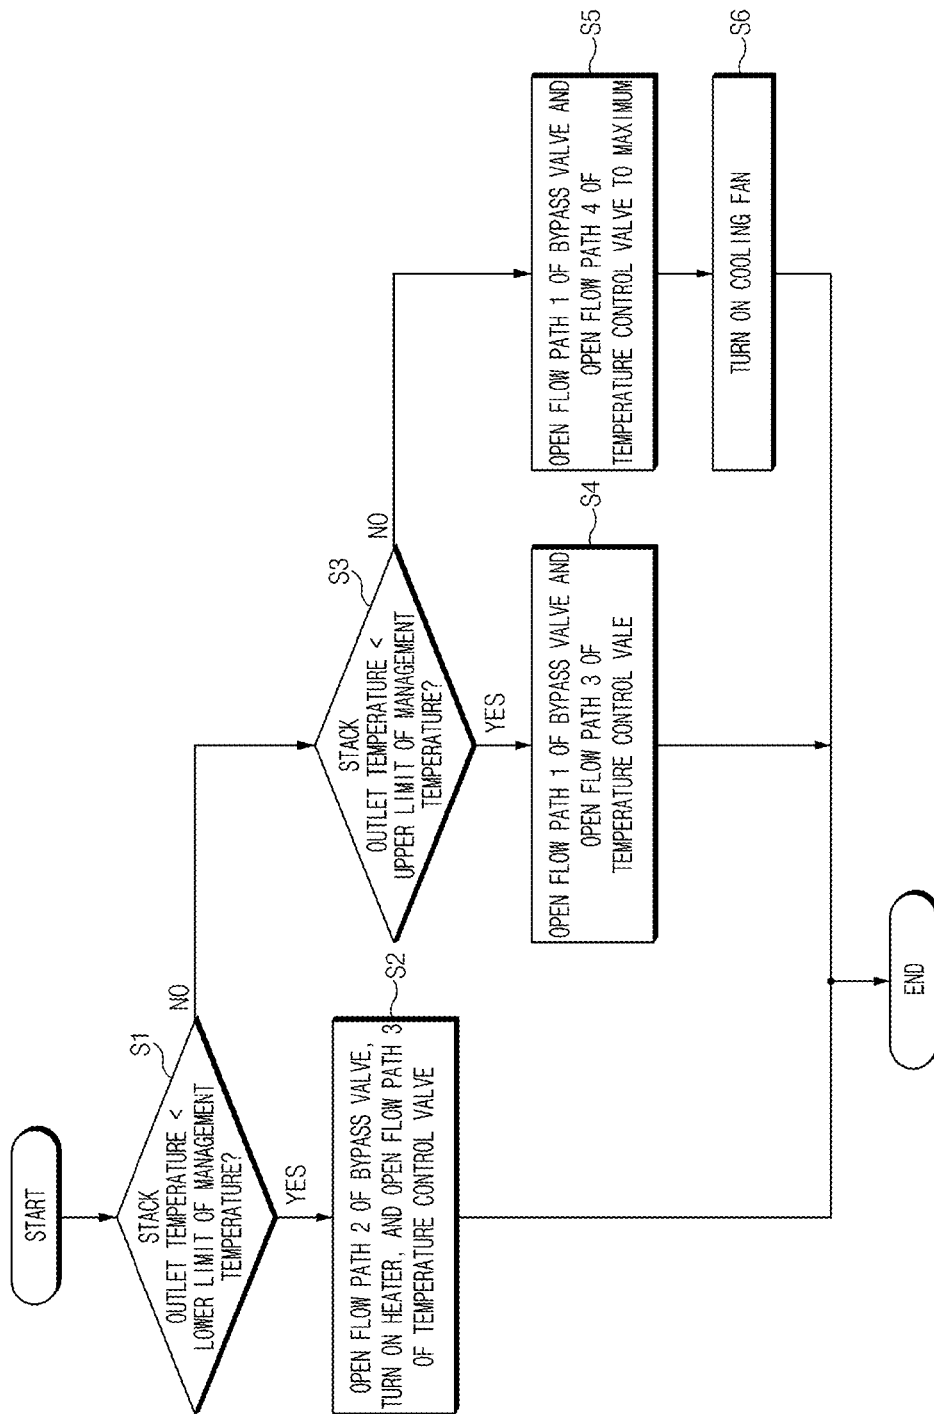 START
S1
STACK
OUTLET TEMPERATURE <
LOWER LIMIT OF MANAGEMENT
TEMPERATURE?
NO
YES
S2
OPEN FLOW PATH 2 OF BYPASS VALVE,
TURN ON HEATER, AND OPEN FLOW PATH 3
OF TEMPERATURE CONTROL VALVE
S3
STACK
OUTLET TEMPERATURE <
UPPER LIMIT OF MANAGEMENT
TEMPERATURE?
NO
YES
S4
OPEN FLOW PATH 1 OF BYPASS VALVE AND
OPEN FLOW PATH 3 OF
TEMPERATURE CONTROL VALE
S5
OPEN FLOW PATH 1 OF BYPASS VALVE AND
OPEN FLOW PATH 4 OF
TEMPERATURE CONTROL VALVE TO MAXIMUM
S6
TURN ON COOLING FAN
END